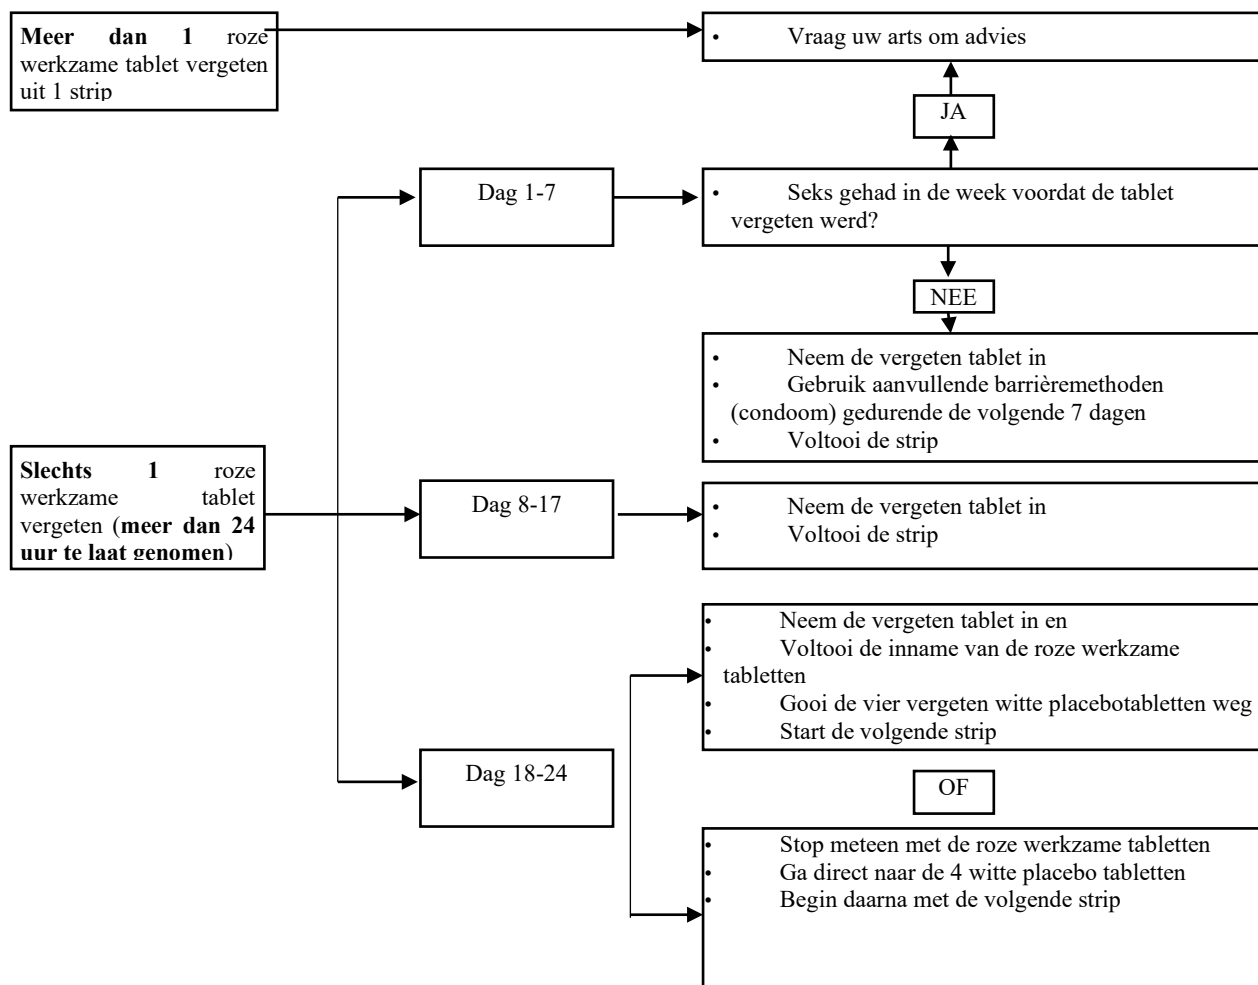 Meer dan 1 roze
werkzame tablet vergeten
uit 1 strip
• Vraag uw arts om advies
JA
Dag 1-7
• Seks gehad in de week voordat de tablet
vergeten werd?
NEE
• Neem de vergeten tablet in
• Gebruik aanvullende barrièremethoden
(condoom) gedurende de volgende 7 dagen
• Voltooi de strip
Slechts 1 roze
werkzame tablet
vergeten (meer dan 24
uur te laat genomen)
Dag 8-17
• Neem de vergeten tablet in
• Voltooi de strip
Dag 18-24
• Neem de vergeten tablet in en
• Voltooi de inname van de roze werkzame
tabletten
• Gooi de vier vergeten witte placebotabletten weg
• Start de volgende strip
OF
• Stop meteen met de roze werkzame tabletten
• Ga direct naar de 4 witte placebo tabletten
• Begin daarna met de volgende strip